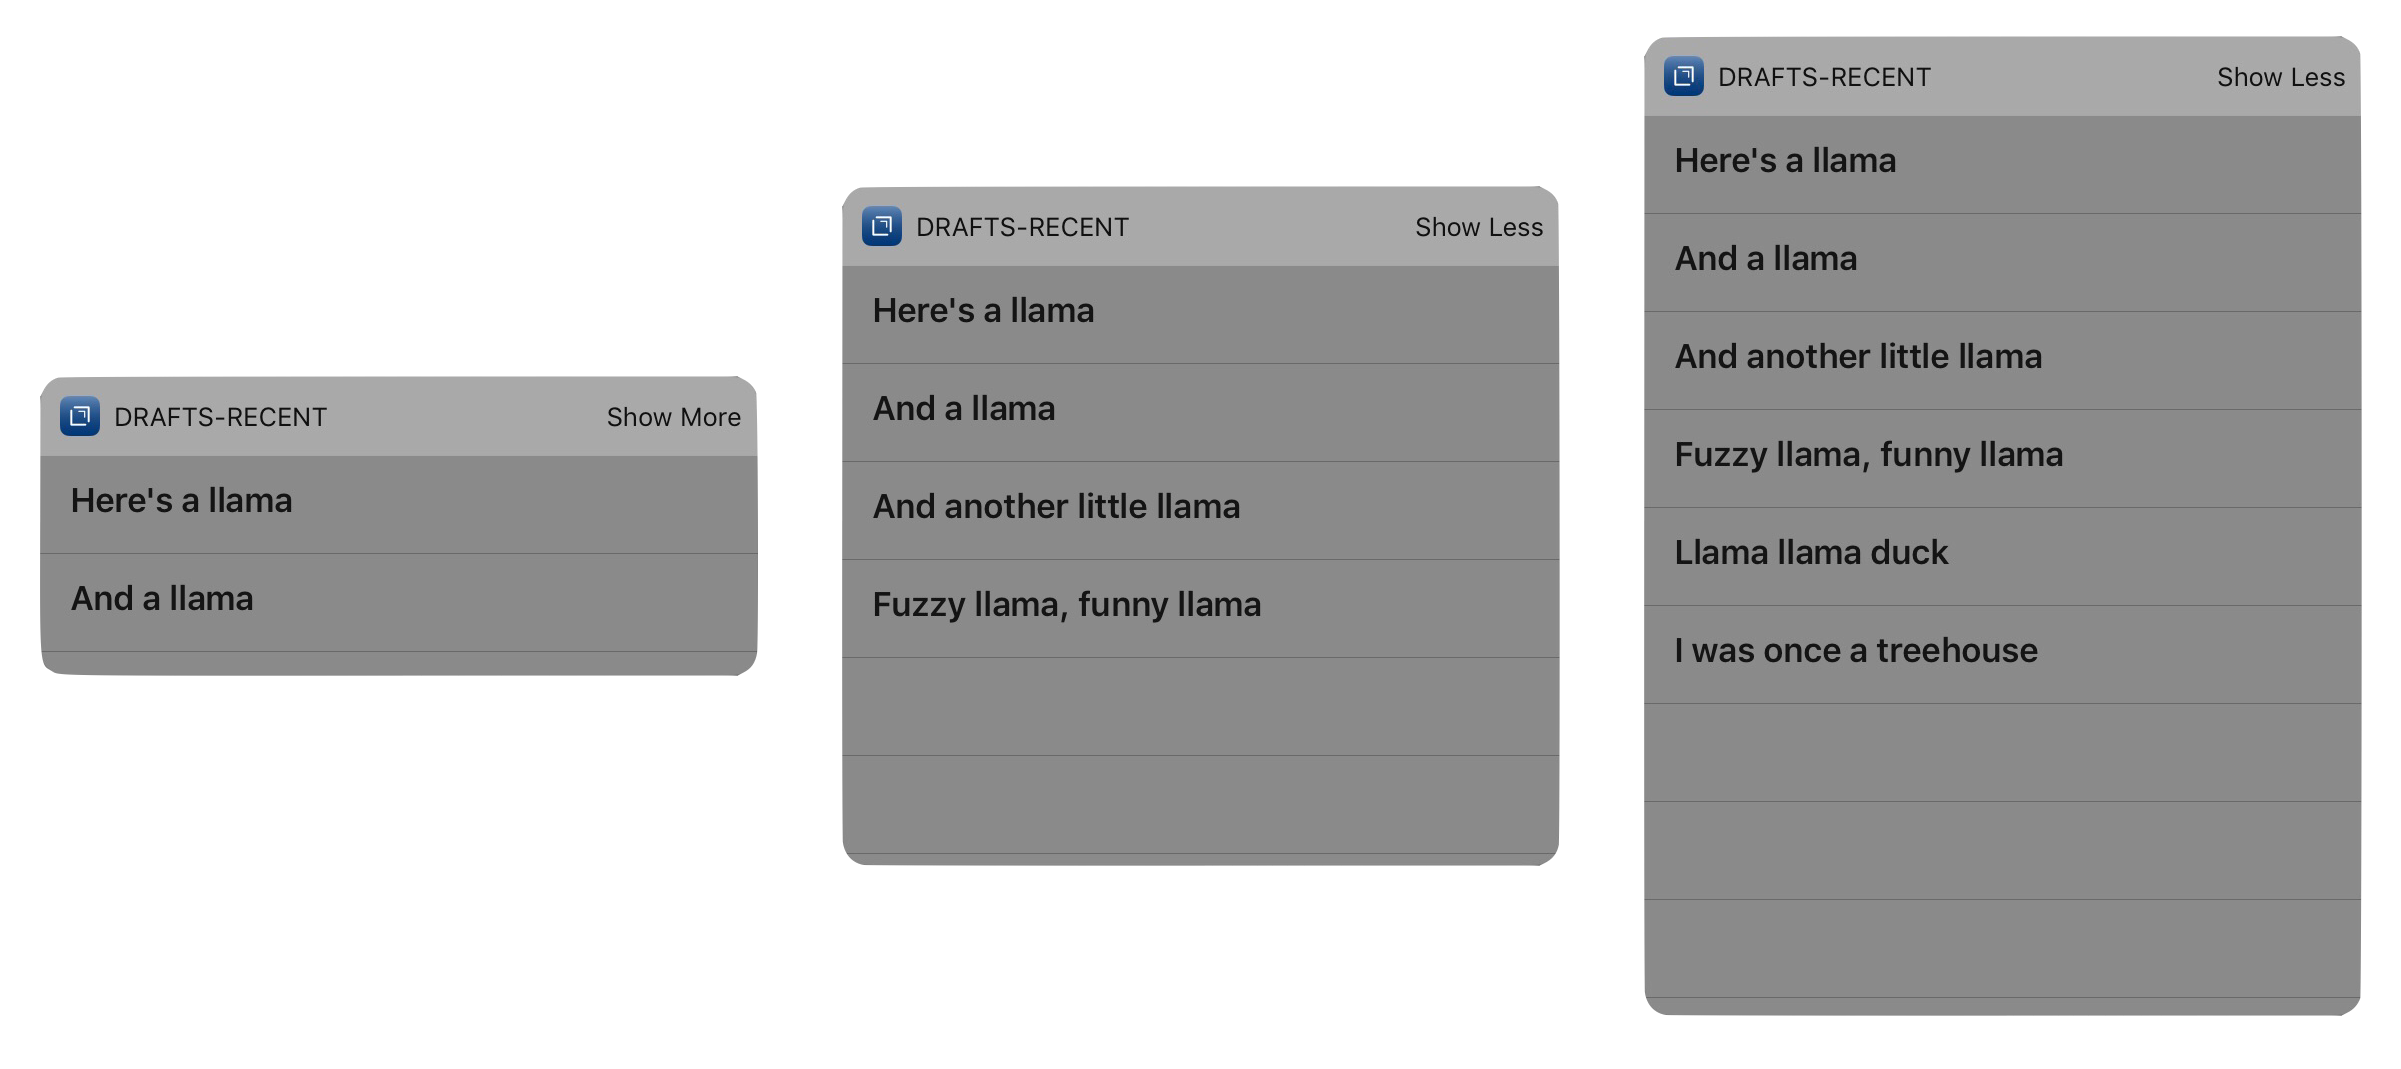 DRAFTS-RECENT Show More
Here's a llama
And a llama
DRAFTS-RECENT Show Less
Here's a llama
And a llama
And another little llama
Fuzzy llama, funny llama
DRAFTS-RECENT Show Less
Here's a llama
And a llama
And another little llama
Fuzzy llama, funny llama
Llama llama duck
I was once a treehouse